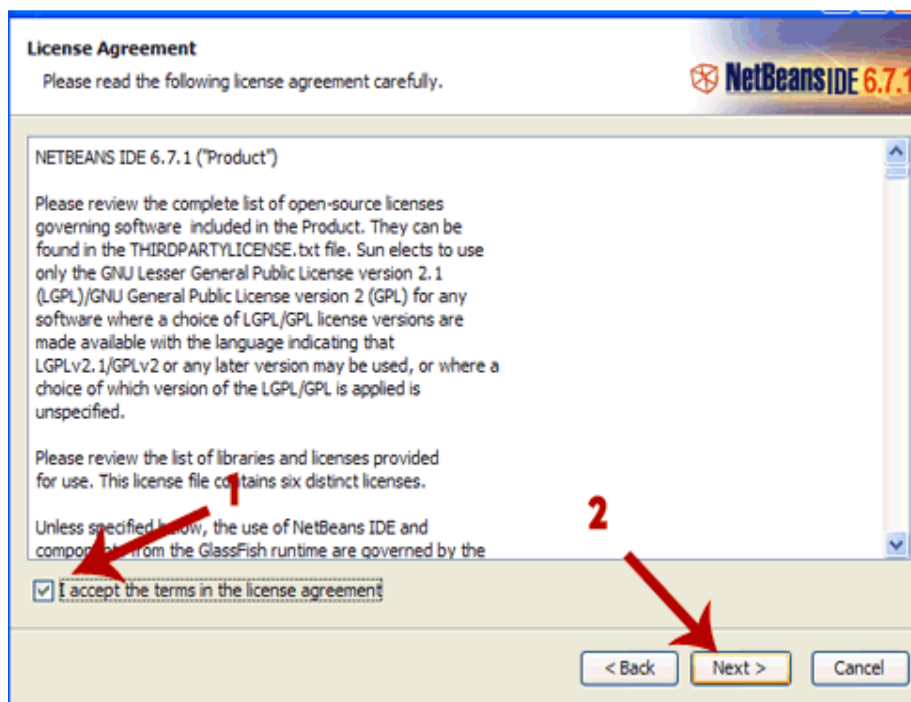 License Agreement
Please read the following license agreement carefully.
NetBeans IDE 6.7.1
NETBEANS IDE 6.7.1 ("Product")
Please review the complete list of open-source licenses
governing software included in the Product. They can be
found in the THIRDPARTYLICENSE.txt file. Sun elects to use
only the GNU Lesser General Public License version 2.1
(LGPL)/GNU General Public License version 2 (GPL) for any
software where a choice of LGPL/GPL license versions are
made available with the language indicating that
LGPLv2.1/GPLv2 or any later version may be used, or where a
choice of which version of the LGPL/GPL is applied is
unspecified.
Please review the list of libraries and licenses provided
for use. This license file contains six distinct licenses.
1
Unless specified below, the use of NetBeans IDE and
components from the GlassFish runtime are governed by the
2
I accept the terms in the license agreement
< Back Next > Cancel